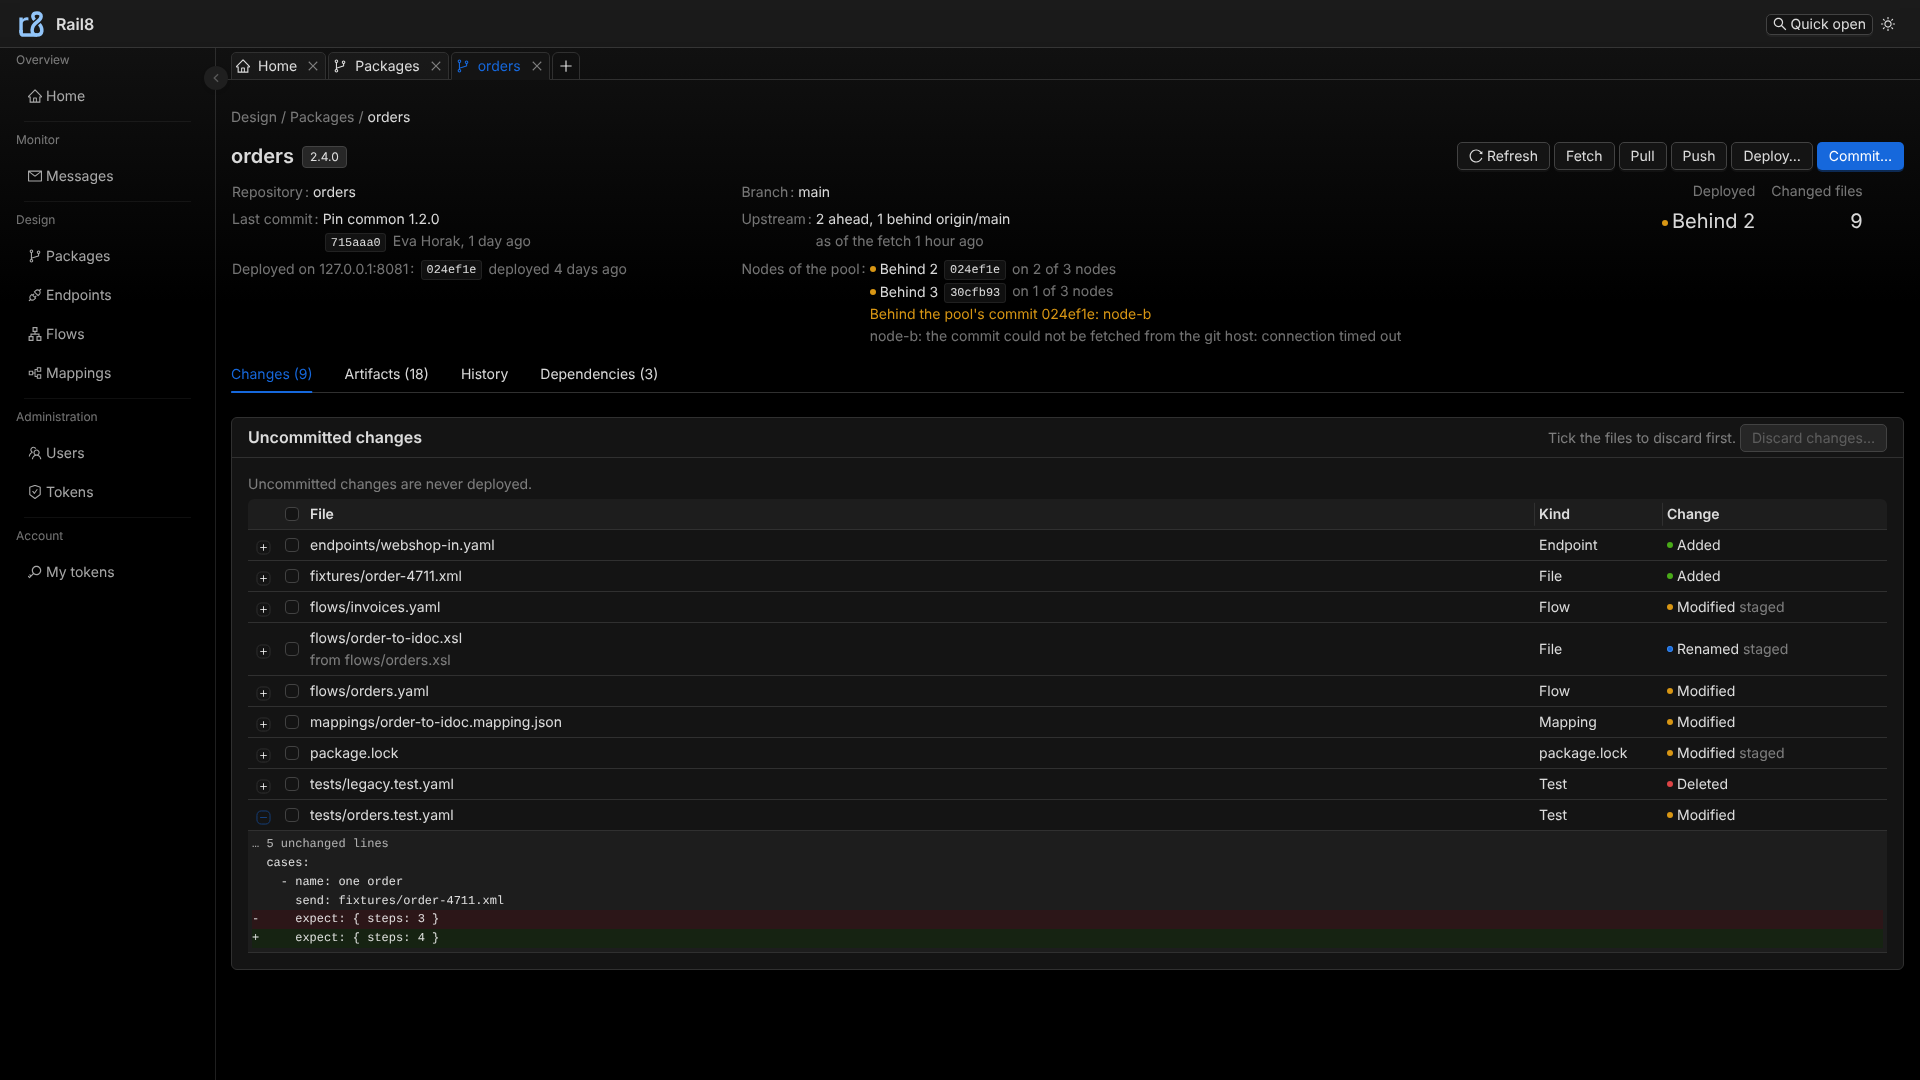 Rail8
Quick open
Overview
Home
Monitor
Messages
Design
Packages
Endpoints
Flows
Mappings
Administration
Users
Tokens
Account
My tokens
Home
Packages
orders
Design / Packages / orders
orders 2.4.0
Refresh Fetch Pull Push Deploy... Commit...
Repository: orders
Branch: main
Deployed Changed files
Behind 2 9
Last commit: Pin common 1.2.0
715aaa0 Eva Horak, 1 day ago
Upstream: 2 ahead, 1 behind origin/main
as of the fetch 1 hour ago
Deployed on 127.0.0.1:8081: 024ef1e deployed 4 days ago
Nodes of the pool: Behind 2 024ef1e on 2 of 3 nodes
Behind 3 30cfb93 on 1 of 3 nodes
Behind the pool's commit 024ef1e: node-b
node-b: the commit could not be fetched from the git host: connection timed out
Changes (9) Artifacts (18) History Dependencies (3)
Uncommitted changes
Tick the files to discard first. Discard changes...
Uncommitted changes are never deployed.
File Kind Change
+ endpoints/webshop-in.yaml Endpoint Added
+ fixtures/order-4711.xml File Added
+ flows/invoices.yaml Flow Modified staged
+ flows/order-to-idoc.xsl File Renamed staged
from flows/orders.xsl
+ flows/orders.yaml Flow Modified
+ mappings/order-to-idoc.mapping.json Mapping Modified
+ package.lock package.lock Modified staged
+ tests/legacy.test.yaml Test Deleted
tests/orders.test.yaml Test Modified
… 5 unchanged lines
cases:
- name: one order
send: fixtures/order-4711.xml
- expect: { steps: 3 }
+ expect: { steps: 4 }